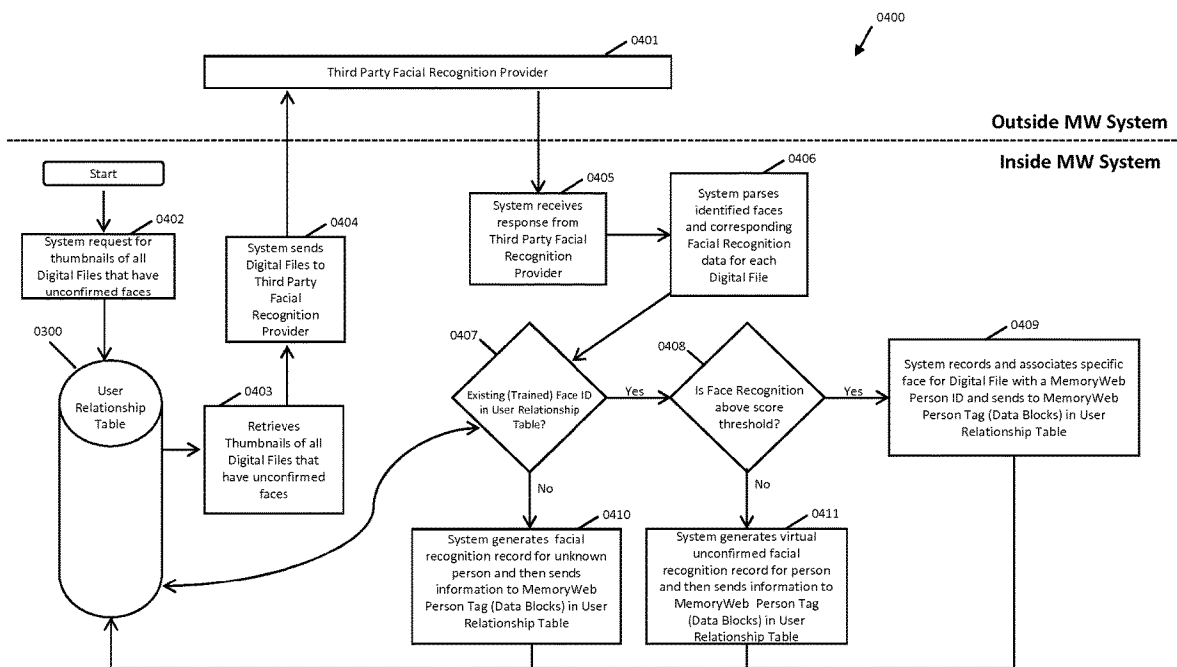 0400
0401
Third Party Facial Recognition Provider
Outside MW System
Inside MW System
Start
0402
System request for
thumbnails of all
Digital Files that have
unconfirmed faces
0404
System sends
Digital Files to
Third Party
Facial
Recognition
Provider
0405
System receives
response from
Third Party Facial
Recognition
Provider
0406
System parses
identified faces
and corresponding
Facial Recognition
data for each
Digital File
0300
User
Relationship
Table
0403
Retrieves
Thumbnails of all
Digital Files that
have unconfirmed
faces
0407
Existing (Trained) Face ID
in User Relationship
Table?
Yes
No
0408
Is Face Recognition
above score
threshold?
Yes
No
0409
System records and associates specific
face for Digital File with a MemoryWeb
Person ID and sends to MemoryWeb
Person Tag (Data Blocks) in User
Relationship Table
0410
System generates facial
recognition record for unknown
person and then sends
information to MemoryWeb
Person Tag (Data Blocks) in User
Relationship Table
0411
System generates virtual
unconfirmed facial
recognition record for person
and then sends information to
MemoryWeb Person Tag
(Data Blocks) in User
Relationship Table